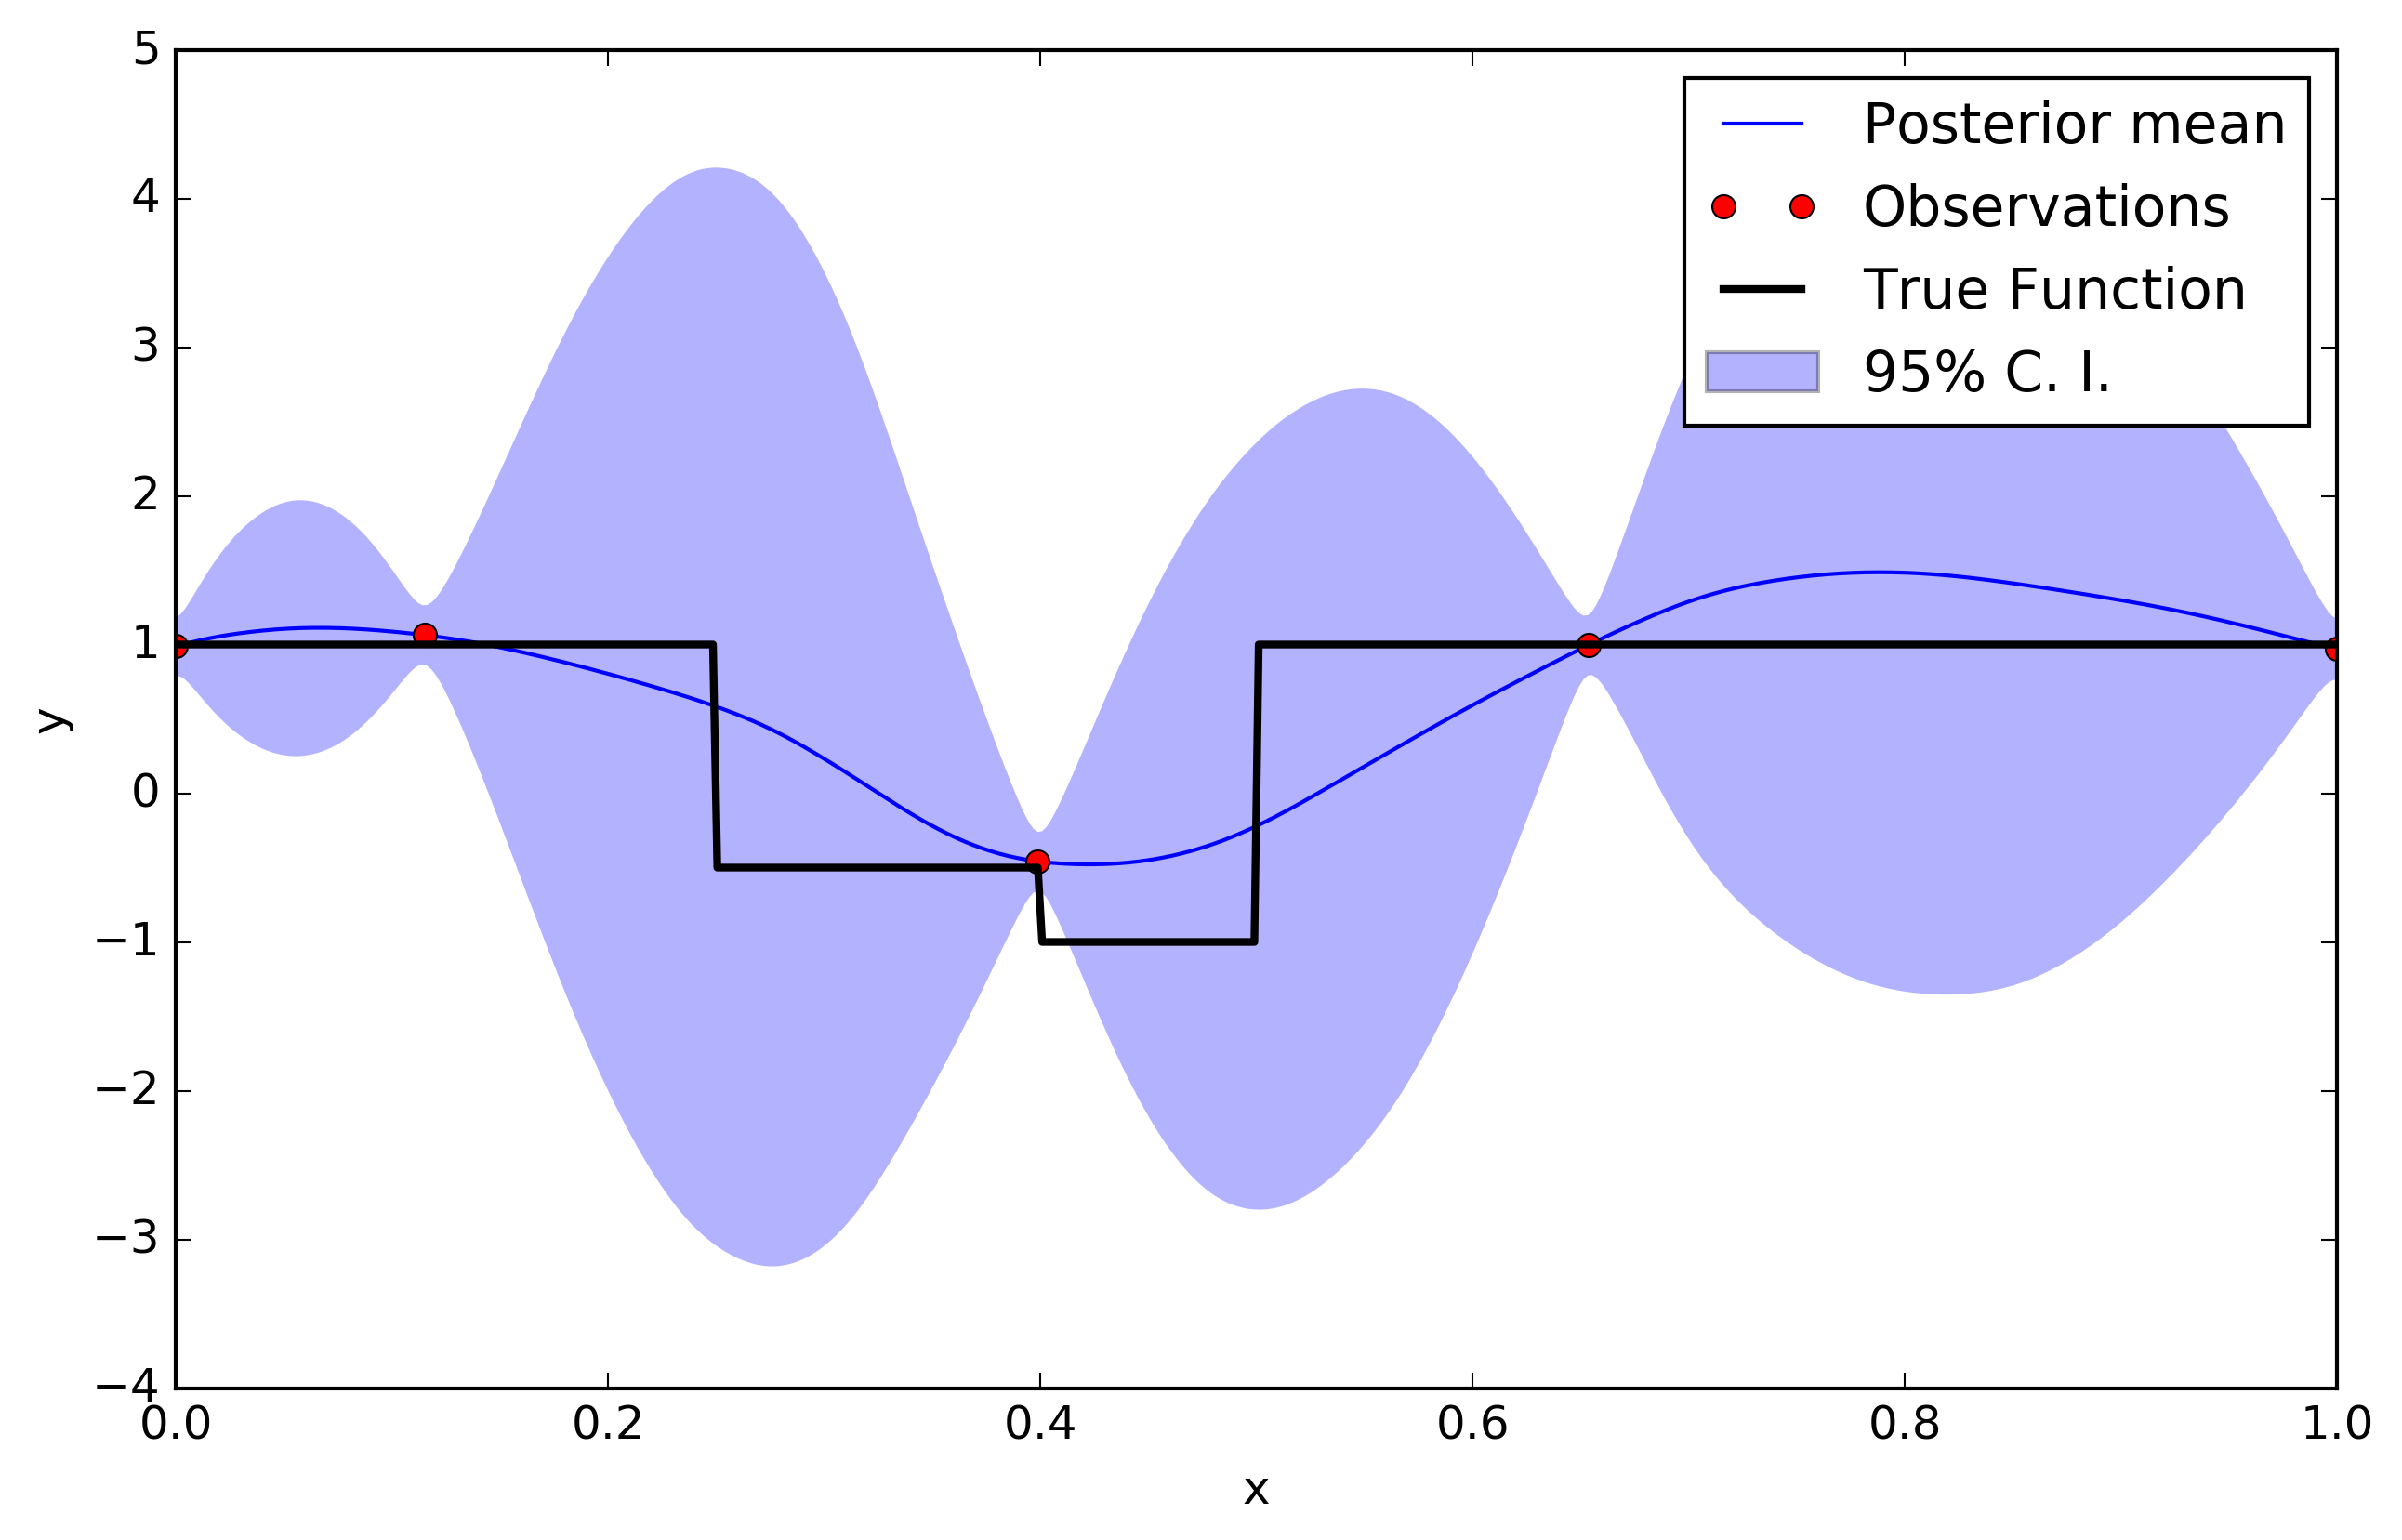 5
4
3
2
1
0
−1
−2
−3
−4
y
0.0 0.2 0.4 0.6 0.8 1.0
x
Posterior mean
Observations
True Function
95% C. I.